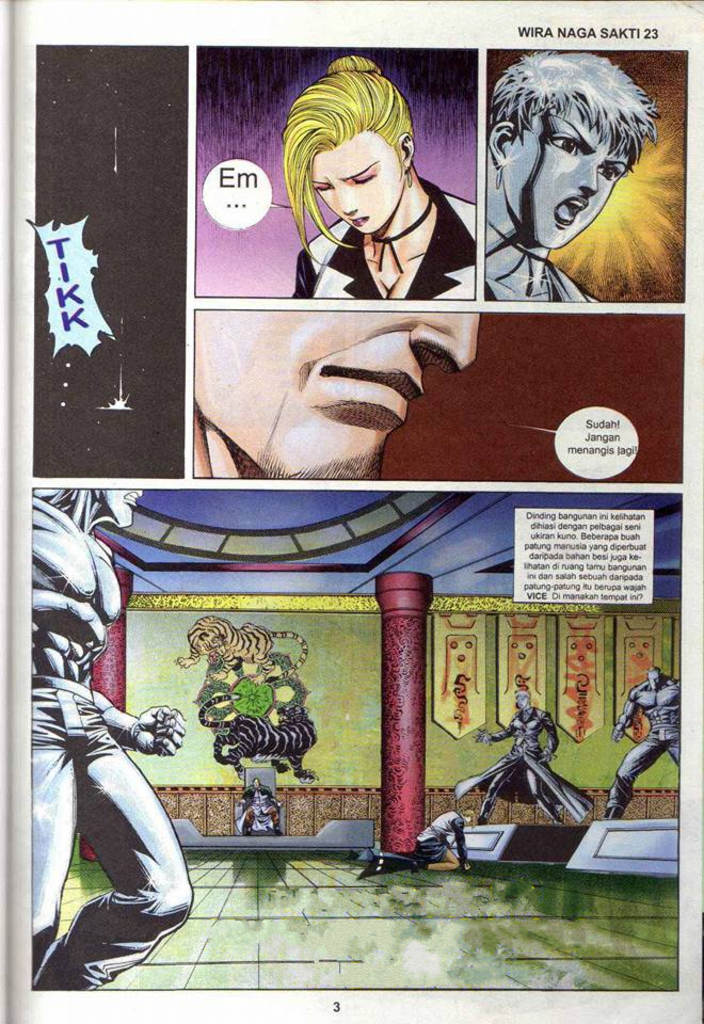 WIRA NAGA SAKTI 23
TIKK
...
Em
...
Sudah!
Jangan
menangis lagi!
Dinding bangunan ini kelihatan
dihiasi dengan pelbagai seni
ukiran kuno. Beberapa buah
patung manusia yang diperbuat
daripada bahan besi juga ke-
lihatan di ruang tamu bangunan
ini dan salah sebuah daripada
patung-patung itu berupa wajah
VICE. Di manakah tempat ini?
3